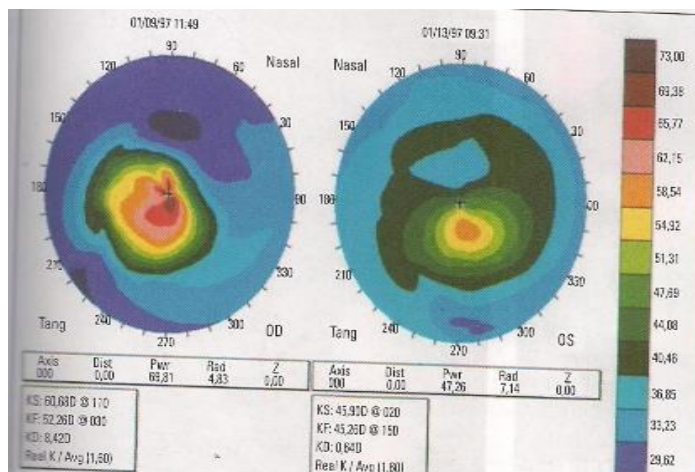 01/09/97 11:49
90
120
60
Nasal
150
30
180
00
270
330
240
300
270
Tang
OD
Axis Dist Pwr Rad Z
000 0,00 69,81 4,83 0,00
KS: 60,68D @ 170
KF: 52,26D @ 030
KD: 8,42D
Real K / Avg [1,60]
01/13/97 09:31
90
Nasal
120
60
150
30
180
00
210
330
240
300
270
Tang
OS
Axis Dist Pwr Rad Z
000 0,00 47,26 7,14 0,00
KS: 45,90D @ 020
KF: 45,26D @ 150
KD: 0,64D
Real K / Avg [1,60]
73,00
69,38
65,77
62,15
58,54
54,92
51,31
47,69
44,08
40,46
36,85
33,23
29,62